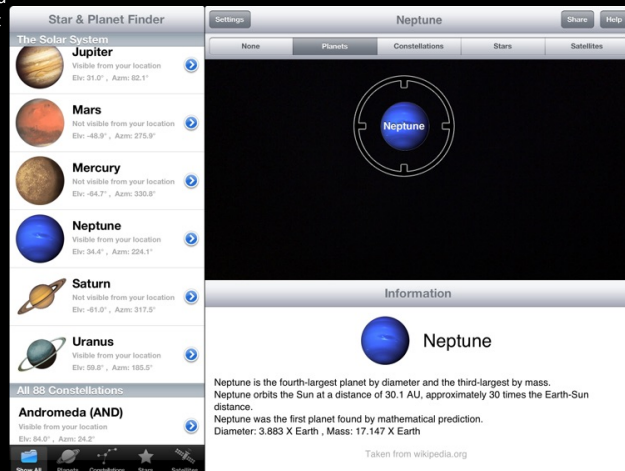 Star & Planet Finder
The Solar System
Jupiter
Visible from your location
Elv: 31.0° , Azm: 82.1°
Mars
Not visible from your location
Elv: -48.9° , Azm: 275.9°
Mercury
Not visible from your location
Elv: -64.7° , Azm: 330.8°
Neptune
Visible from your location
Elv: 34.4° , Azm: 224.1°
Saturn
Not visible from your location
Elv: -61.0° , Azm: 317.5°
Uranus
Visible from your location
Elv: 59.8° , Azm: 185.5°
All 88 Constellations
Andromeda (AND)
Visible from your location
Elv: 64.0° , Azm: 24.2°
Show All Planets Constellations Stars Satellites
Settings Neptune Share Help
None Planets Constellations Stars Satellites
Neptune
Information
Neptune
Neptune is the fourth-largest planet by diameter and the third-largest by mass.
Neptune orbits the Sun at a distance of 30.1 AU, approximately 30 times the Earth-Sun
distance.
Neptune was the first planet found by mathematical prediction.
Diameter: 3.883 X Earth , Mass: 17.147 X Earth
Taken from wikipedia.org